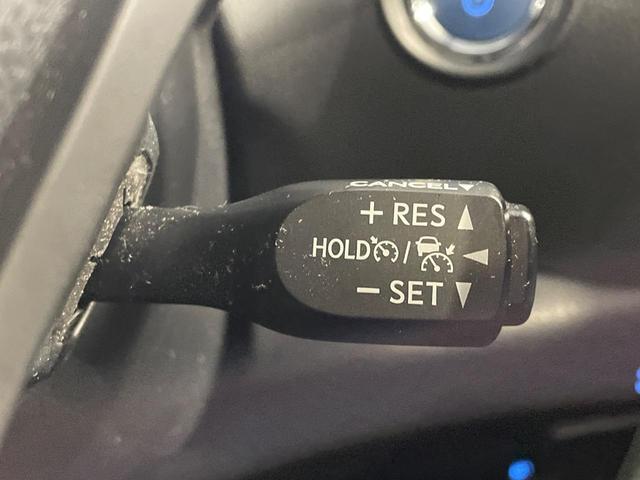 CANCEL
+ RES
HOLD /
− SET